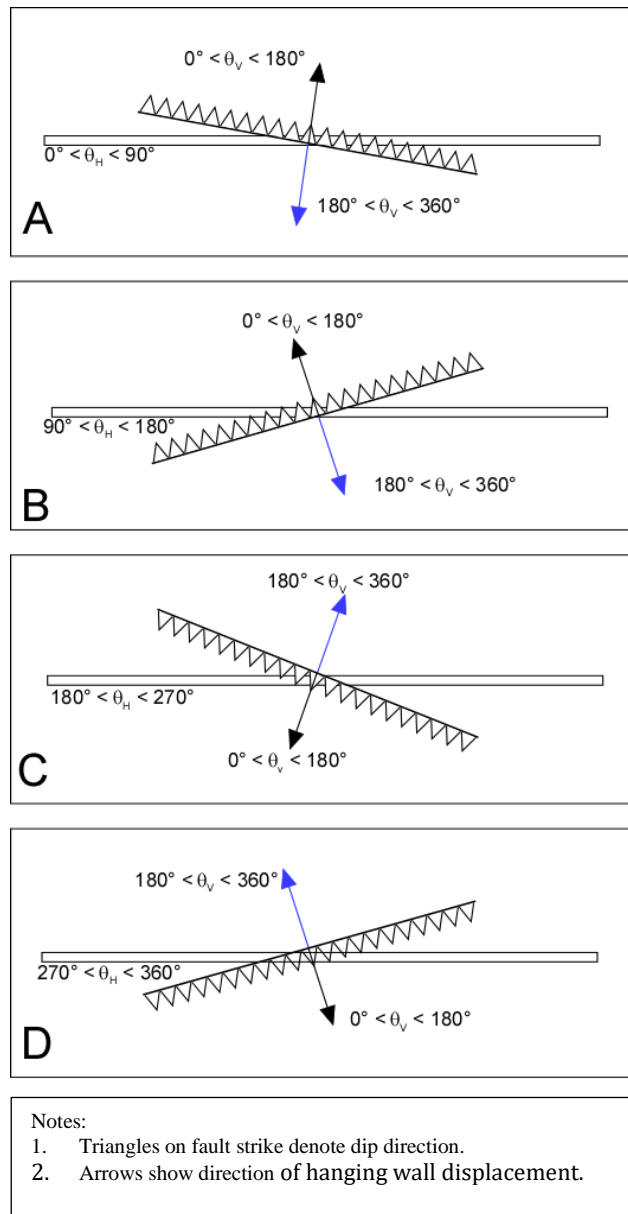 0° < θV < 180°
0° < θH < 90°
180° < θV < 360°
A
0° < θV < 180°
90° < θH < 180°
180° < θV < 360°
B
180° < θV < 360°
180° < θH < 270°
0° < θv < 180°
C
180° < θV < 360°
270° < θH < 360°
0° < θV < 180°
D
Notes:
1. Triangles on fault strike denote dip direction.
2. Arrows show direction of hanging wall displacement.